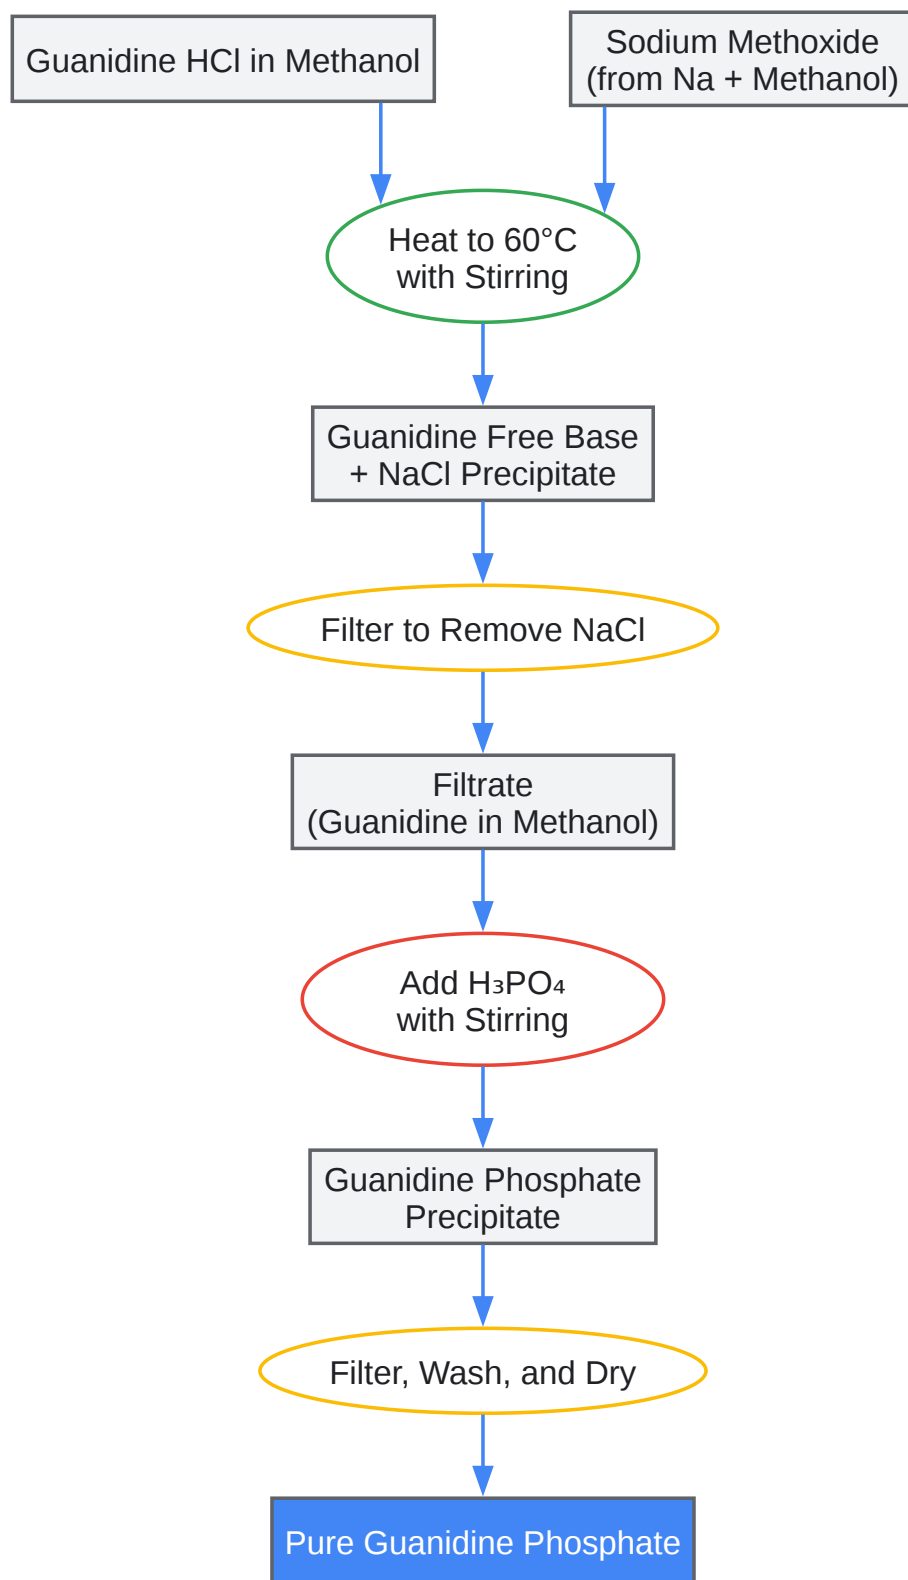 Guanidine HCl in Methanol
Sodium Methoxide
(from Na + Methanol)
Heat to 60°C
with Stirring
Guanidine Free Base
+ NaCl Precipitate
Filter to Remove NaCl
Filtrate
(Guanidine in Methanol)
Add H₃PO₄
with Stirring
Guanidine Phosphate
Precipitate
Filter, Wash, and Dry
Pure Guanidine Phosphate